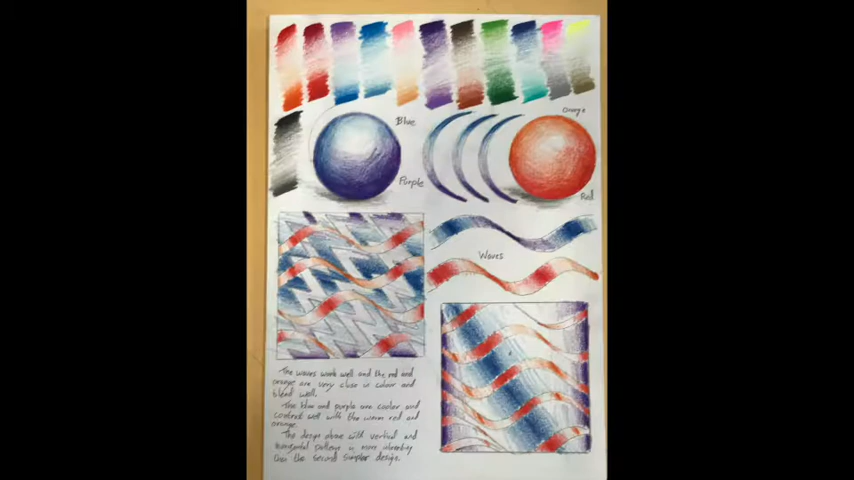 Orange
Blue
Purple
Red
Waves
The waves work well and the red and
orange are very close in colour and
blend well.
The blue and purple are cooler and
contrast well with the warm red and
orange.
The design above with vertical and
horizontal patterns is more interesting
than the second simpler design.